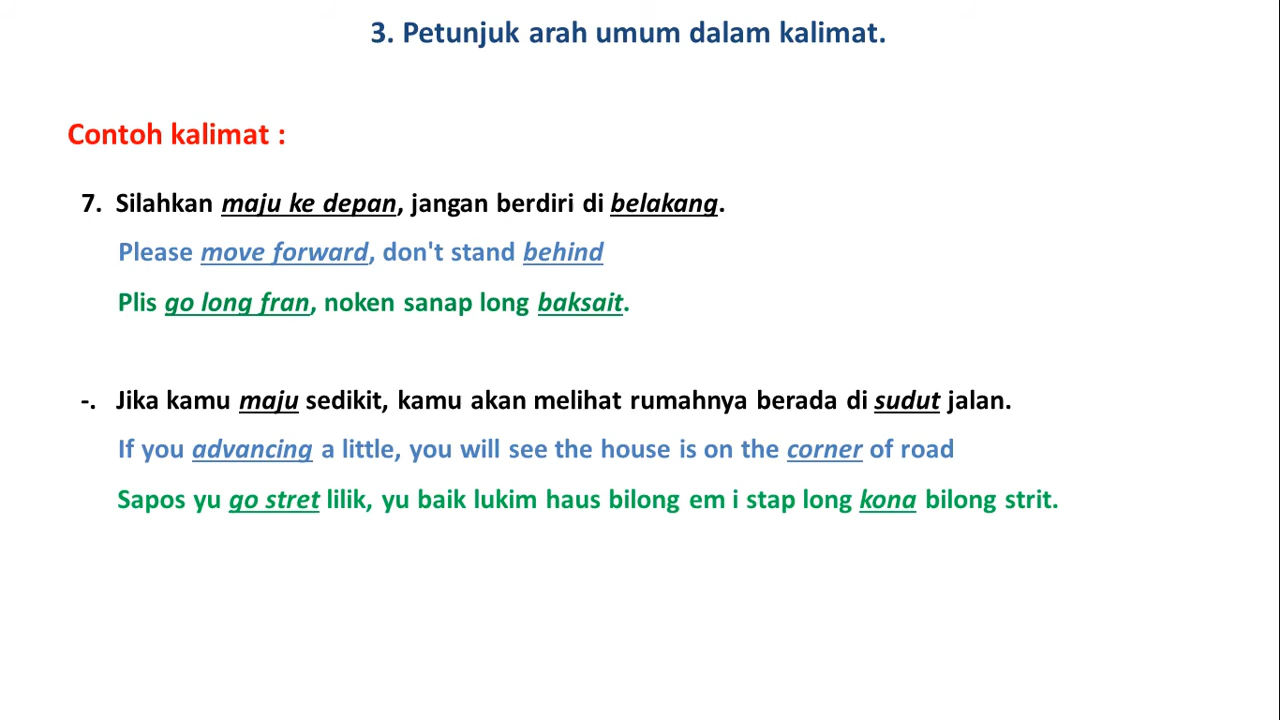 3. Petunjuk arah umum dalam kalimat.
Contoh kalimat :
7. Silahkan maju ke depan, jangan berdiri di belakang.
Please move forward, don't stand behind
Plis go long fran, noken sanap long baksait.
-. Jika kamu maju sedikit, kamu akan melihat rumahnya berada di sudut jalan.
If you advancing a little, you will see the house is on the corner of road
Sapos yu go stret lilik, yu baik lukim haus bilong em i stap long kona bilong strit.